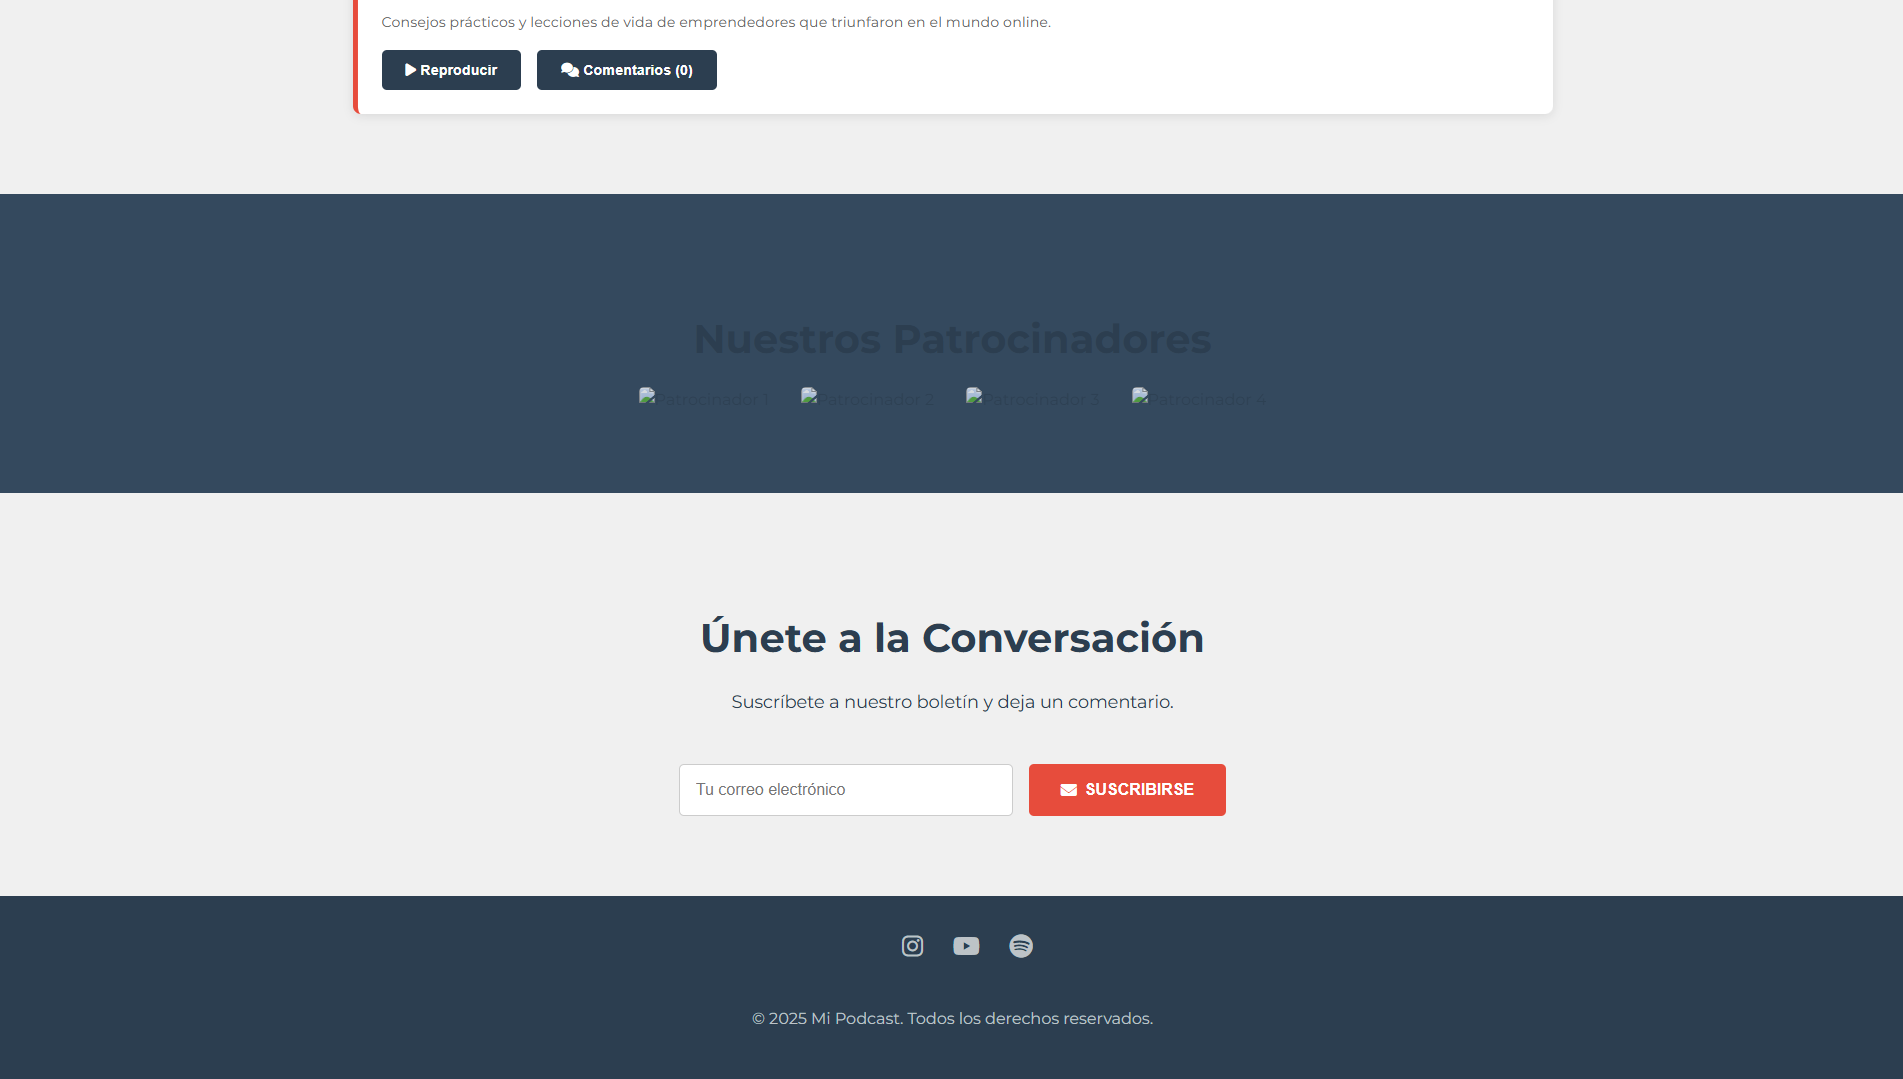 Consejos prácticos y lecciones de vida de emprendedores que triunfaron en el mundo online.
Reproducir
Comentarios (0)
Nuestros Patrocinadores
Patrocinador 1
Patrocinador 2
Patrocinador 3
Patrocinador 4
Únete a la Conversación
Suscríbete a nuestro boletín y deja un comentario.
Tu correo electrónico
SUSCRIBIRSE
© 2025 Mi Podcast. Todos los derechos reservados.